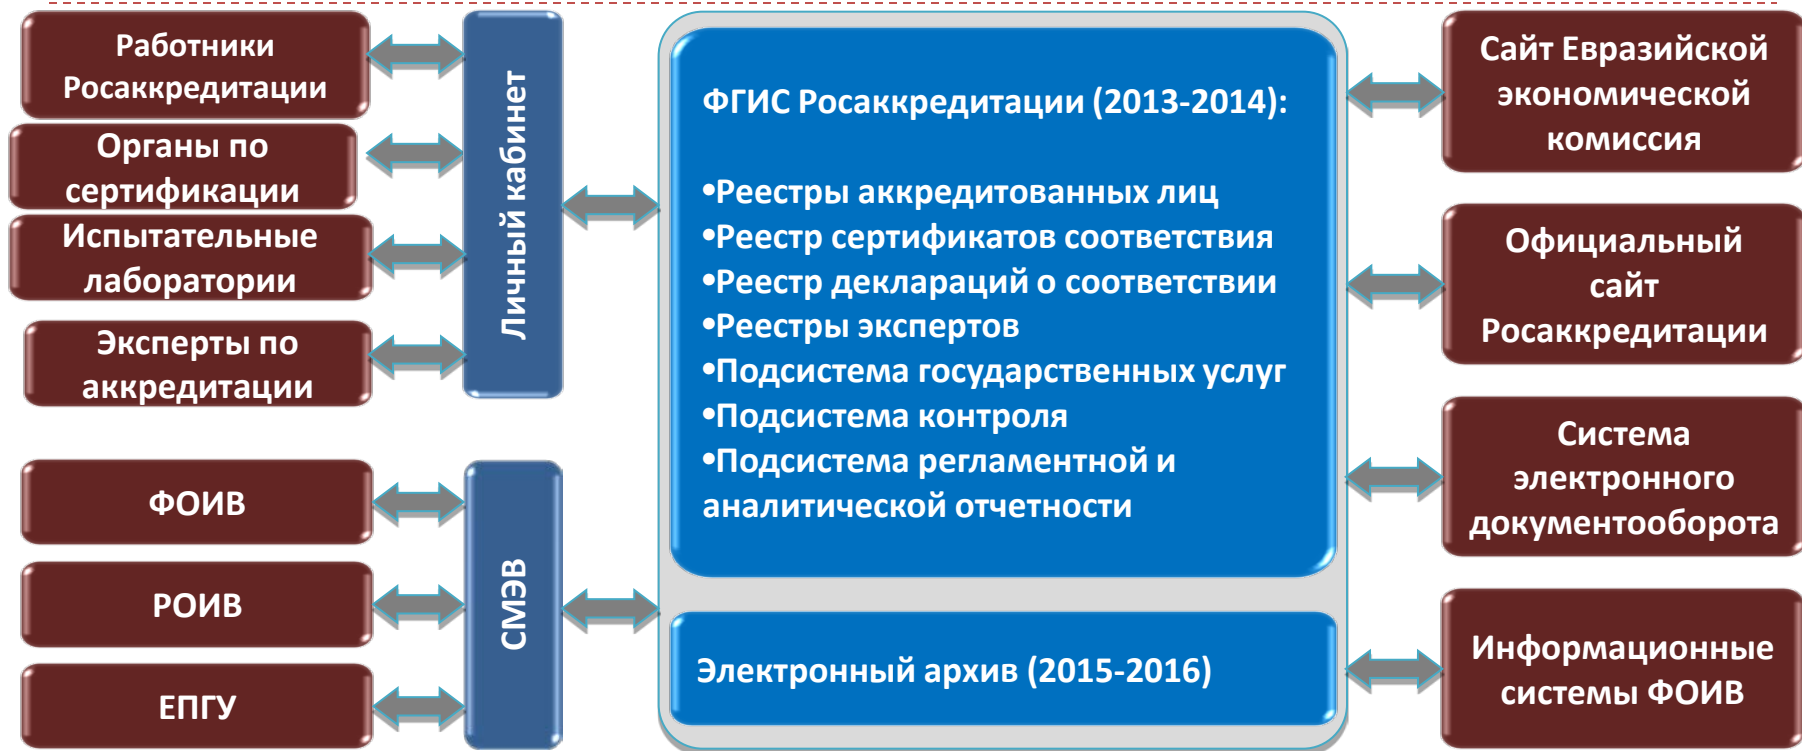 Работники
Росаккредитации
Органы по
сертификации
Испытательные
лаборатории
Эксперты по
аккредитации
Личный кабинет
ФОИВ
РОИВ
ЕПГУ
СМЭВ
ФГИС Росаккредитации (2013-2014):
•Реестры аккредитованных лиц
•Реестр сертификатов соответствия
•Реестр деклараций о соответствии
•Реестры экспертов
•Подсистема государственных услуг
•Подсистема контроля
•Подсистема регламентной и
аналитической отчетности
Электронный архив (2015-2016)
Сайт Евразийской
экономической
комиссия
Официальный
сайт
Росаккредитации
Система
электронного
документооборота
Информационные
системы ФОИВ